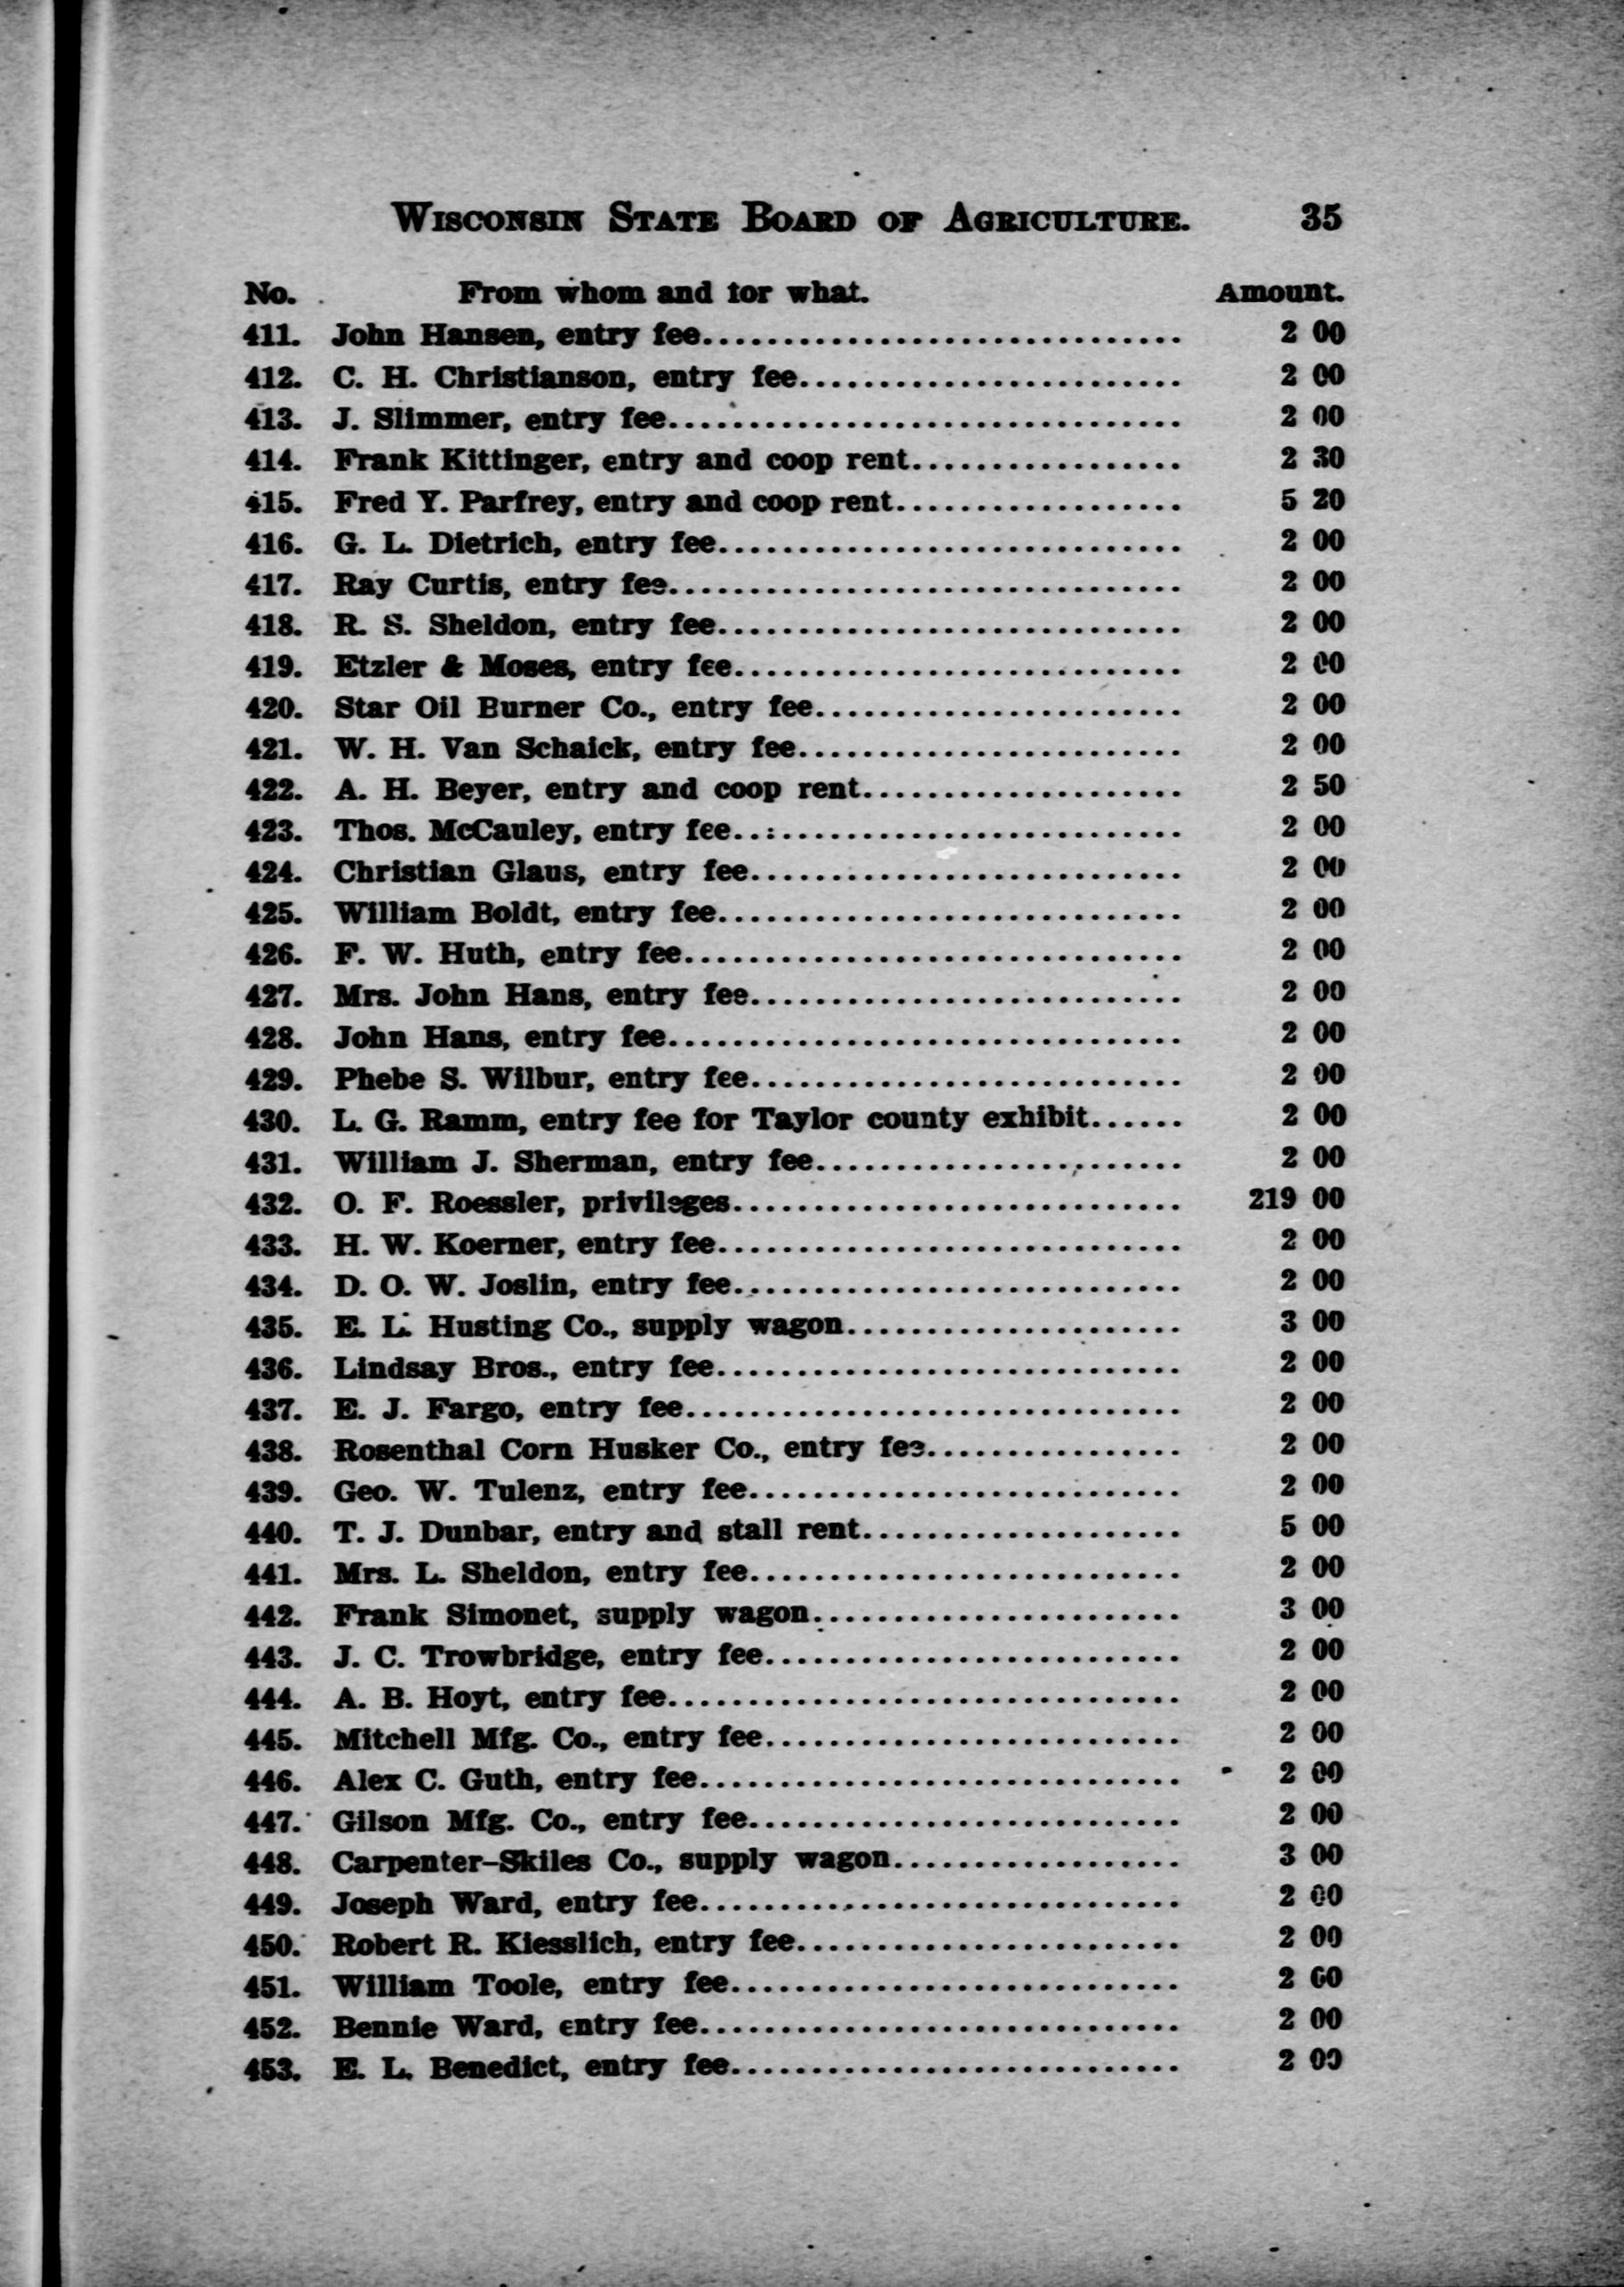 WISCONSIN STATE BOARD OF AGRICULTURE. 35
No. From whom and for what. Amount.
411. John Hansen, entry fee.............................. 2 00
412. C. H. Christianson, entry fee........................ 2 00
413. J. Slimmer, entry fee................................ 2 00
414. Frank Kittinger, entry and coop rent................. 2 30
415. Fred Y. Parfrey, entry and coop rent.................. 5 20
416. G. L. Dietrich, entry fee............................. 2 00
417. Ray Curtis, entry fee................................ 2 00
418. R. S. Sheldon, entry fee............................. 2 00
419. Etzler & Moses, entry fee............................ 2 00
420. Star Oil Burner Co., entry fee....................... 2 00
421. W. H. Van Schaick, entry fee........................ 2 00
422. A. H. Beyer, entry and coop rent.................... 2 50
423. Thos. McCauley, entry fee............................ 2 00
424. Christian Glaus, entry fee........................... 2 00
425. William Boldt, entry fee............................. 2 00
426. F. W. Huth, entry fee............................... 2 00
427. Mrs. John Hans, entry fee........................... 2 00
428. John Hans, entry fee................................ 2 00
429. Phebe S. Wilbur, entry fee........................... 2 00
430. L. G. Ramm, entry fee for Taylor county exhibit...... 2 00
431. William J. Sherman, entry fee....................... 2 00
432. O. F. Roessler, privileges............................ 219 00
433. H. W. Koerner, entry fee............................. 2 00
434. D. O. W. Joslin, entry fee............................ 2 00
435. E. L. Husting Co., supply wagon..................... 3 00
436. Lindsay Bros., entry fee............................. 2 00
437. E. J. Fargo, entry fee............................... 2 00
438. Rosenthal Corn Husker Co., entry fee................ 2 00
439. Geo. W. Tulenz, entry fee........................... 2 00
440. T. J. Dunbar, entry and stall rent.................... 5 00
441. Mrs. L. Sheldon, entry fee........................... 2 00
442. Frank Simonet, supply wagon....................... 3 00
443. J. C. Trowbridge, entry fee.......................... 2 00
444. A. B. Hoyt, entry fee................................ 2 00
445. Mitchell Mfg. Co., entry fee.......................... 2 00
446. Alex C. Guth, entry fee.............................. 2 00
447. Gilson Mfg. Co., entry fee........................... 2 00
448. Carpenter–Skiles Co., supply wagon.................. 3 00
449. Joseph Ward, entry fee.............................. 2 00
450. Robert R. Kiesslich, entry fee........................ 2 00
451. William Toole, entry fee............................ 2 00
452. Bennie Ward, entry fee.............................. 2 00
453. E. L. Benedict, entry fee............................ 2 00